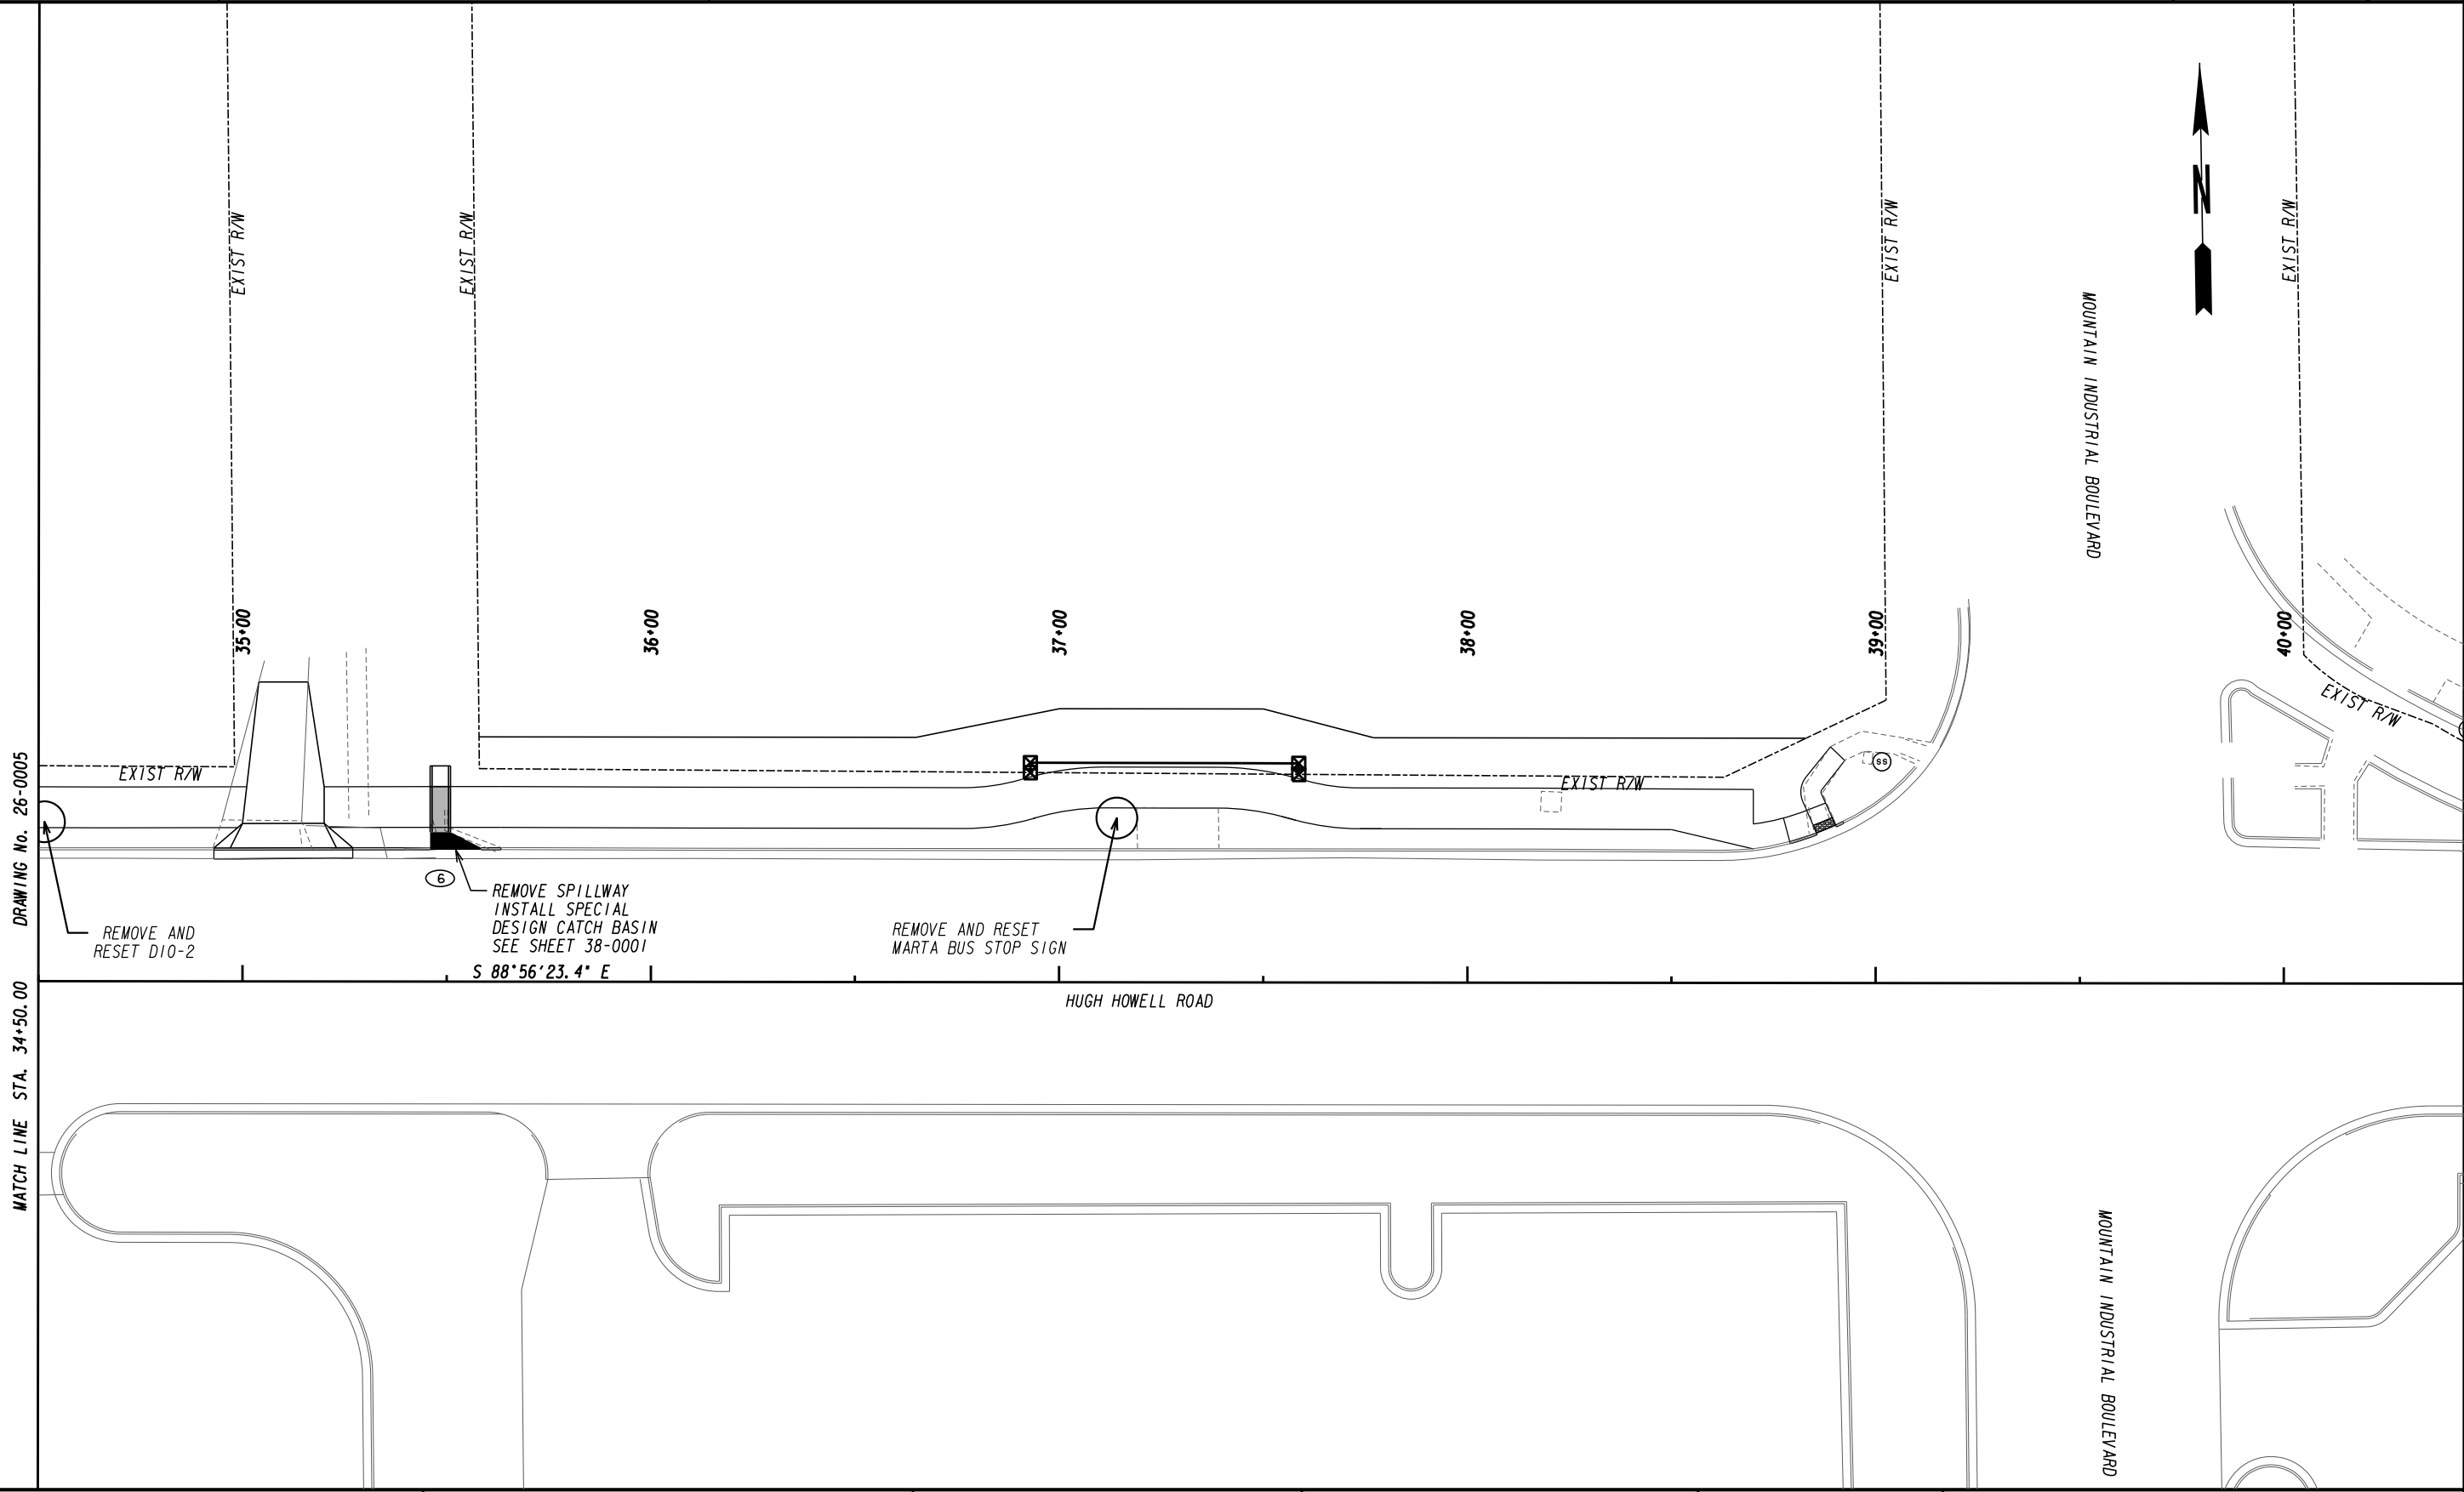 EXIST R/W
EXIST R/W
EXIST R/W
EXIST R/W
N
MOUNTAIN INDUSTRIAL BOULEVARD
35+00
36+00
37+00
38+00
39+00
40+00
EXIST R/W
EXIST R/W
EXIST R/W
SS
6
REMOVE AND
RESET D10-2
REMOVE SPILLWAY
INSTALL SPECIAL
DESIGN CATCH BASIN
SEE SHEET 38-0001
REMOVE AND RESET
MARTA BUS STOP SIGN
S 88°56'23.4" E
HUGH HOWELL ROAD
MATCH LINE STA. 34+50.00 DRAWING No. 26-0005
MOUNTAIN INDUSTRIAL BOULEVARD